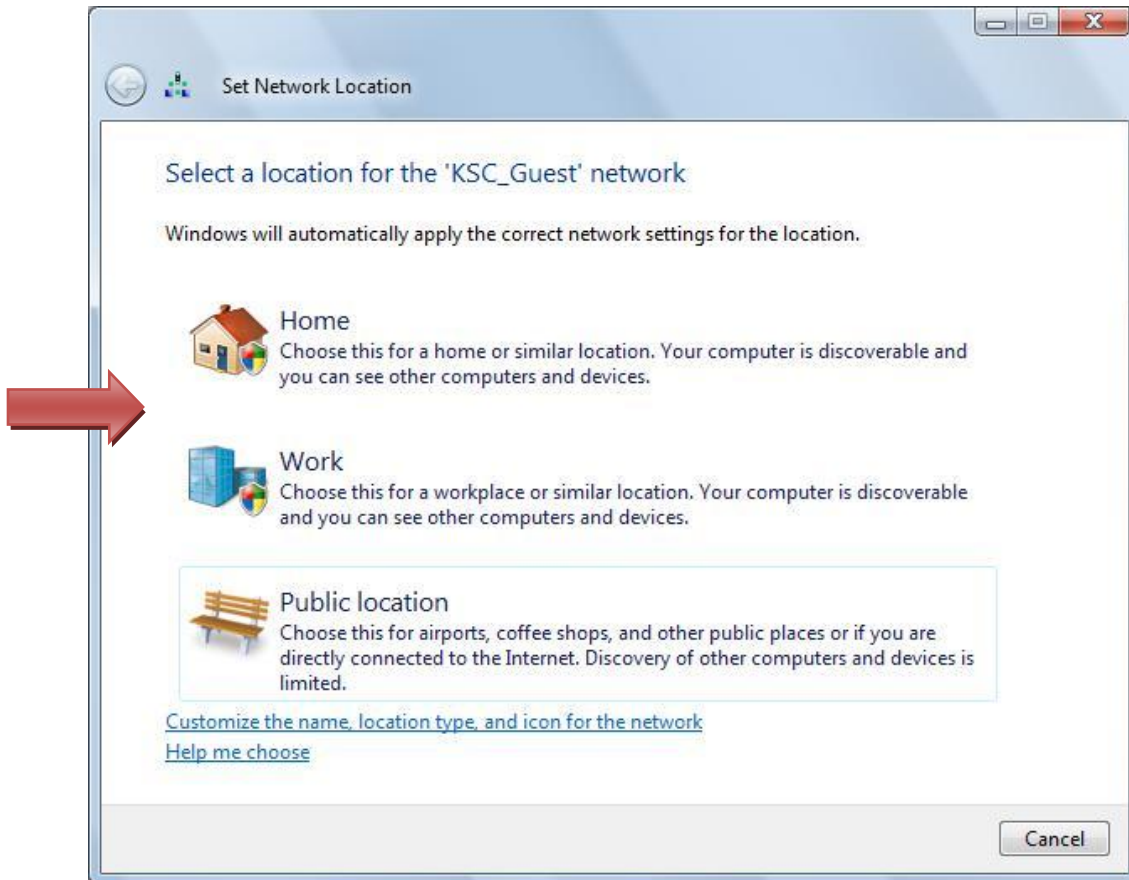 Set Network Location
Select a location for the 'KSC_Guest' network
Windows will automatically apply the correct network settings for the location.
Home
Choose this for a home or similar location. Your computer is discoverable and
you can see other computers and devices.
Work
Choose this for a workplace or similar location. Your computer is discoverable
and you can see other computers and devices.
Public location
Choose this for airports, coffee shops, and other public places or if you are
directly connected to the Internet. Discovery of other computers and devices is
limited.
Customize the name, location type, and icon for the network
Help me choose
Cancel